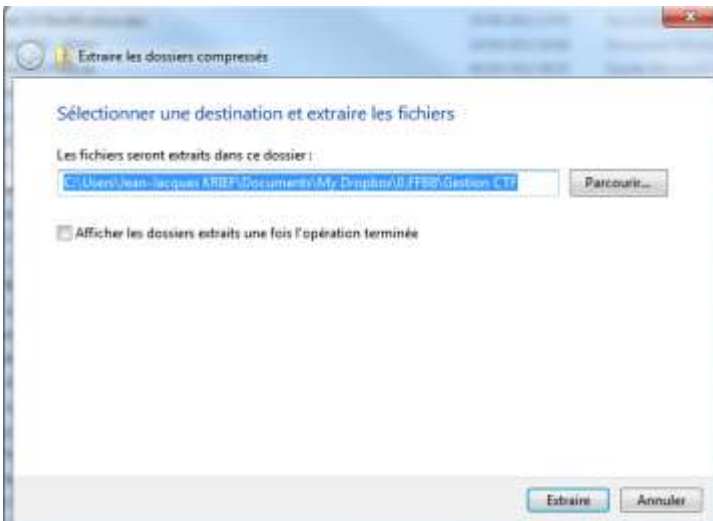 Extraire les dossiers compressés
Sélectionner une destination et extraire les fichiers
Les fichiers seront extraits dans ce dossier :
C:\Users\Jean-Jacques KRIEF\Documents\My Dropbox\0.FFBB\Gestion CTF
Parcourir...
Afficher les dossiers extraits une fois l'opération terminée
Extraire
Annuler